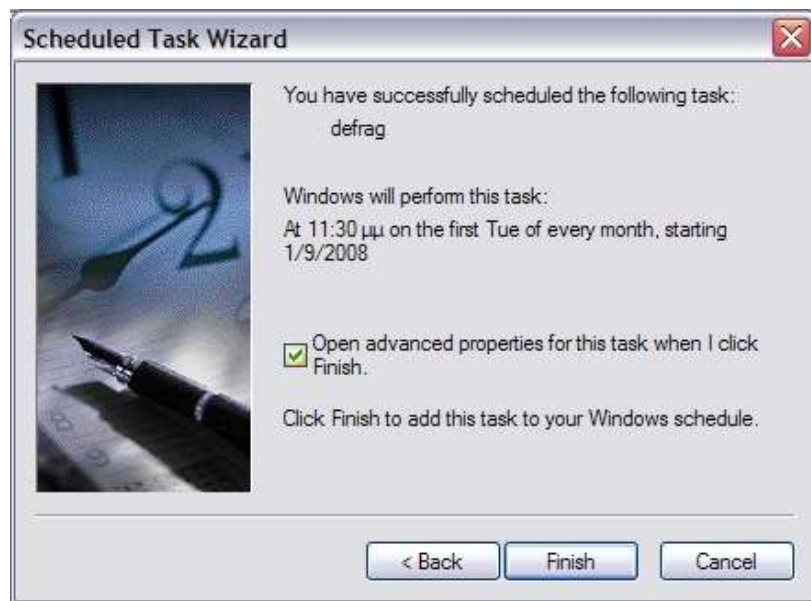 Scheduled Task Wizard
You have successfully scheduled the following task:
defrag
Windows will perform this task:
At 11:30 μμ on the first Tue of every month, starting
1/9/2008
Open advanced properties for this task when I click
Finish.
Click Finish to add this task to your Windows schedule.
< Back
Finish
Cancel